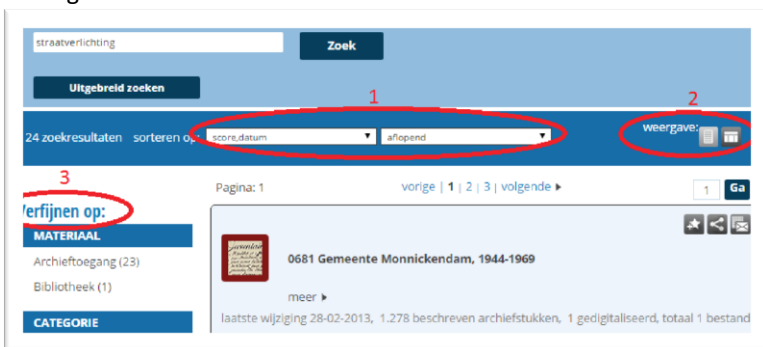 straatverlichting
Zoek
Uitgebreid zoeken
1
2
24 zoekresultaten sorteren op: score,datum aflopend weergave:
3
Pagina: 1 vorige | 1 | 2 | 3 | volgende ▸ 1 Ga
erfijnen op:
MATERIAAL
Archieftoegang (23)
0681 Gemeente Monnickendam, 1944-1969
Bibliotheek (1)
meer ▸
CATEGORIE
laatste wijziging 28-02-2013, 1.278 beschreven archiefstukken, 1 gedigitaliseerd, totaal 1 bestand